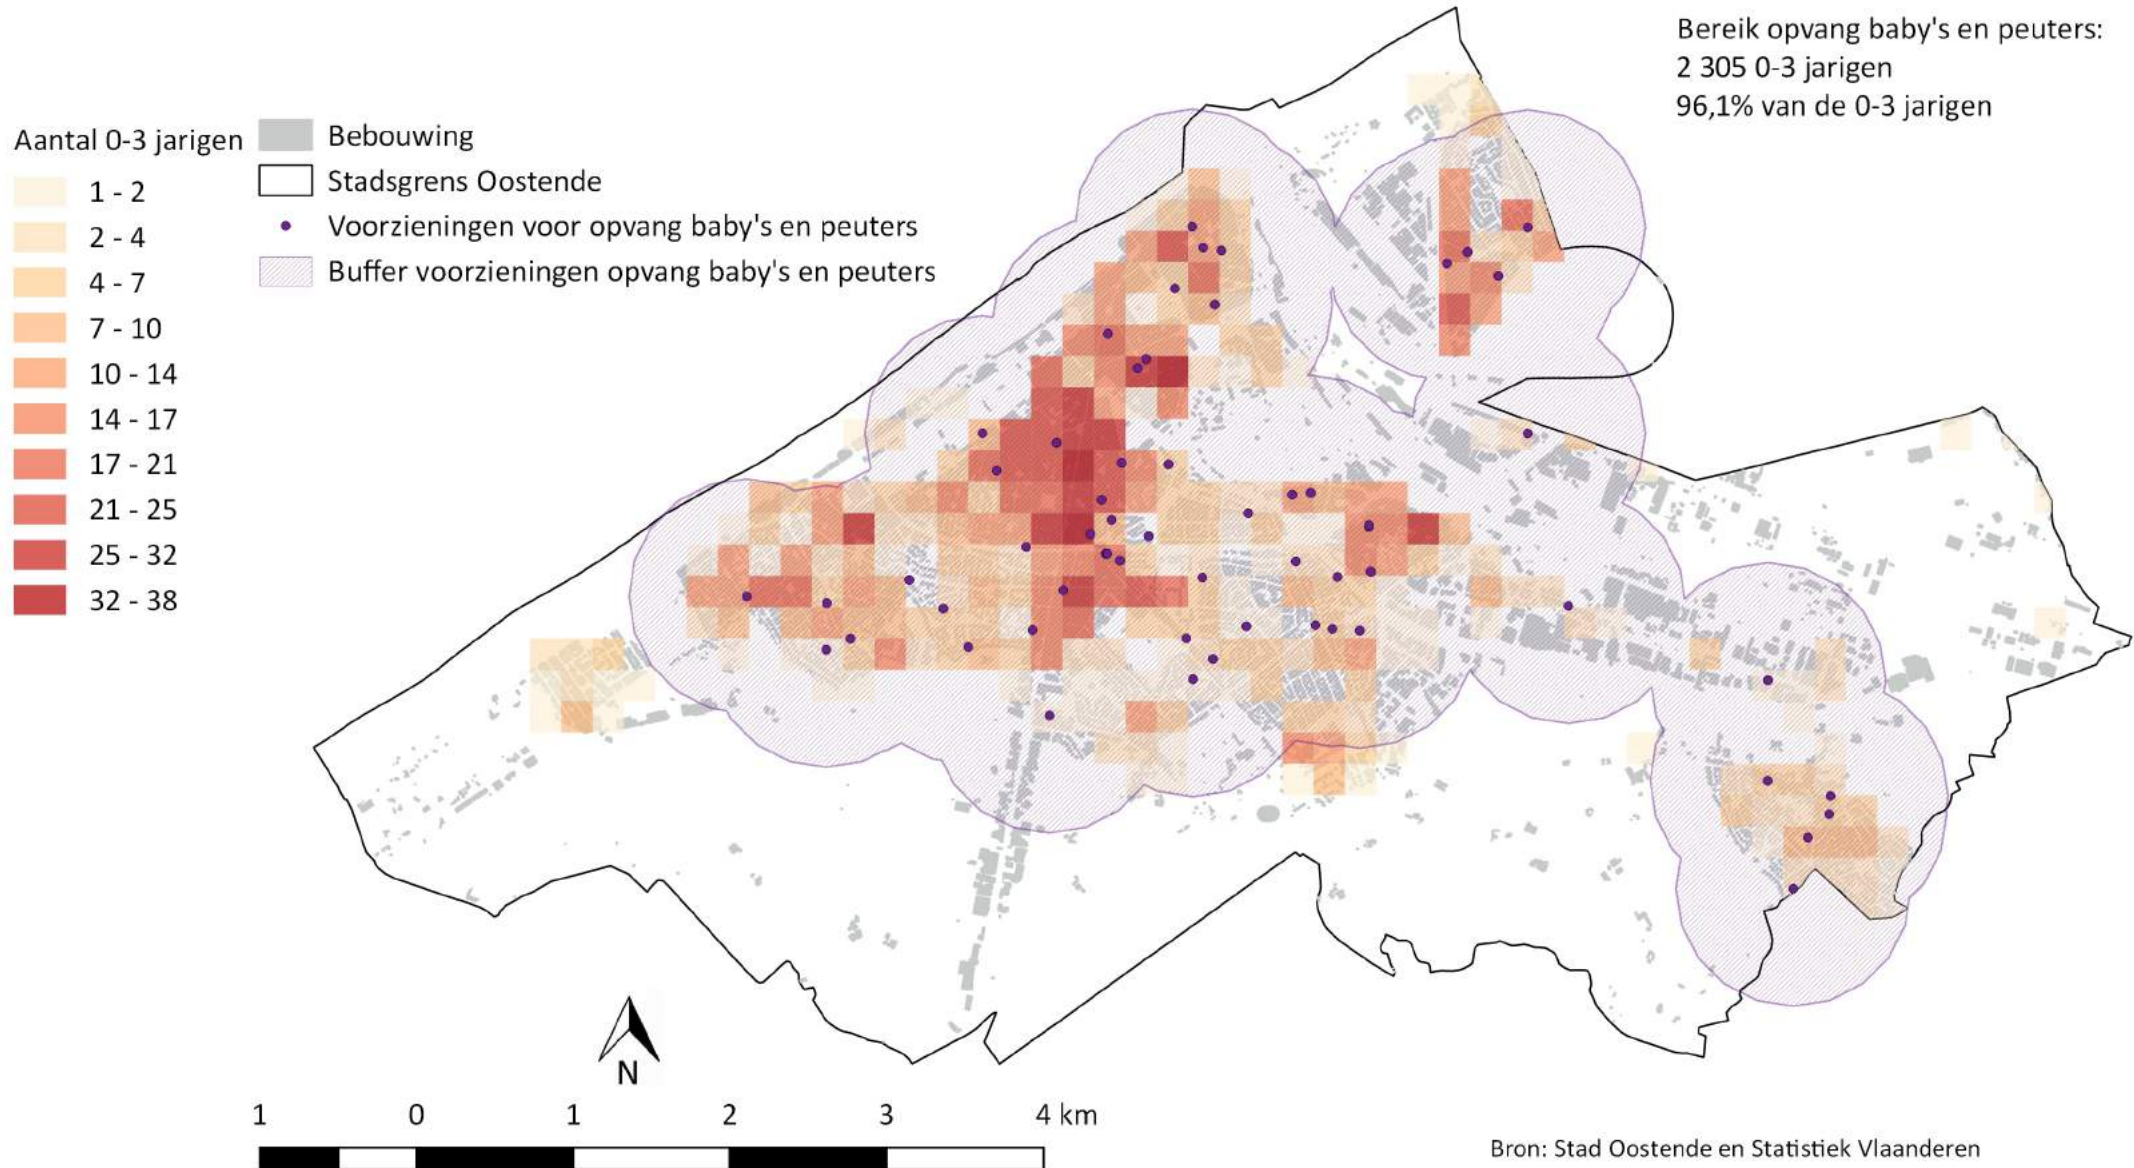 Bereik opvang baby's en peuters:
2 305 0-3 jarigen
96,1% van de 0-3 jarigen
Aantal 0-3 jarigen
1 - 2
2 - 4
4 - 7
7 - 10
10 - 14
14 - 17
17 - 21
21 - 25
25 - 32
32 - 38
Bebouwing
Stadsgrens Oostende
Voorzieningen voor opvang baby's en peuters
Buffer voorzieningen opvang baby's en peuters
N
1 0 1 2 3 4 km
Bron: Stad Oostende en Statistiek Vlaanderen